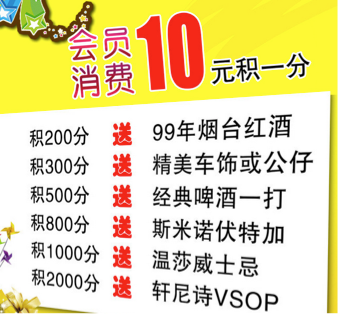 会员
消费10元积一分
积200分 送 99年烟台红酒
积300分 送 精美车饰或公仔
积500分 送 经典啤酒一打
积800分 送 斯米诺伏特加
积1000分 送 温莎威士忌
积2000分 送 轩尼诗VSOP